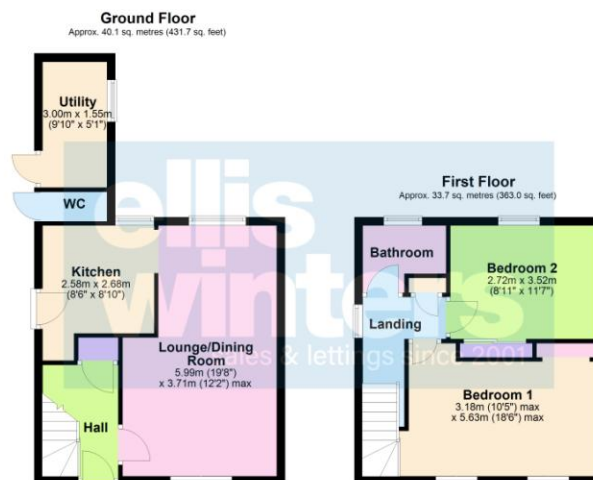 Ground Floor
Approx. 40.1 sq. metres (431.7 sq. feet)
Utility
3.00m x 1.55m
(9'10" x 5'1")
WC
Kitchen
2.58m x 2.68m
(8'6" x 8'10")
Lounge/Dining
Room
5.99m (19'8")
x 3.71m (12'2") max
Hall
First Floor
Approx. 33.7 sq. metres (363.0 sq. feet)
Bathroom
Bedroom 2
2.72m x 3.52m
(8'11" x 11'7")
Landing
Bedroom 1
3.18m (10'5") max
x 5.63m (18'6") max
ellis
winters
sales & lettings since 2001